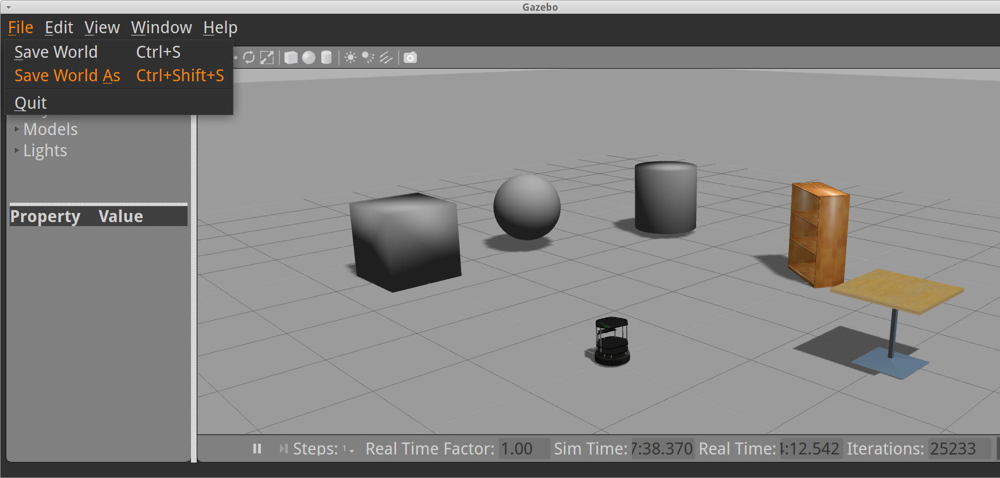 Gazebo
File Edit View Window Help
Save World Ctrl+S
Save World As Ctrl+Shift+S
Quit
Models
Lights
Property Value
Steps: 1 Real Time Factor: 1.00 Sim Time: 7:38.370 Real Time: 4:12.542 Iterations: 25233